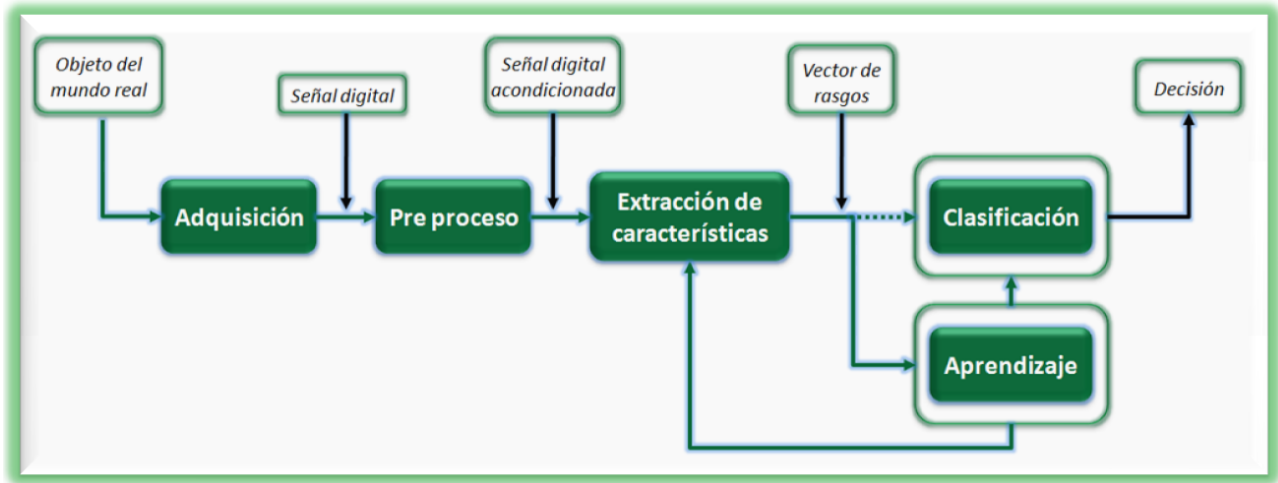 Objeto del
mundo real
Señal digital
Señal digital
acondicionada
Vector de
rasgos
Decisión
Adquisición
Pre proceso
Extracción de
características
Clasificación
Aprendizaje